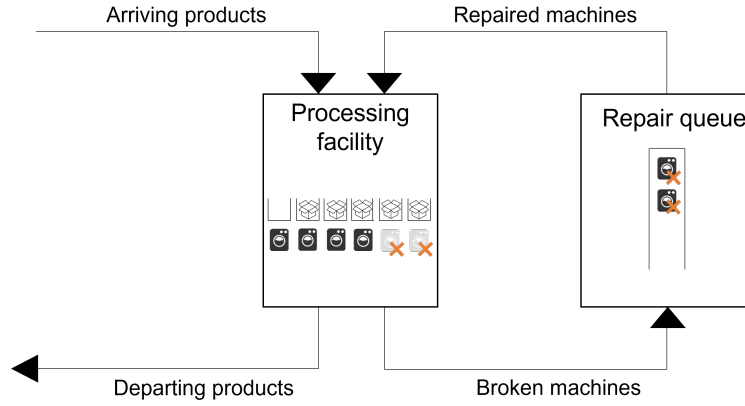 Arriving products
Repaired machines
Processing
facility
Repair queue
Departing products
Broken machines